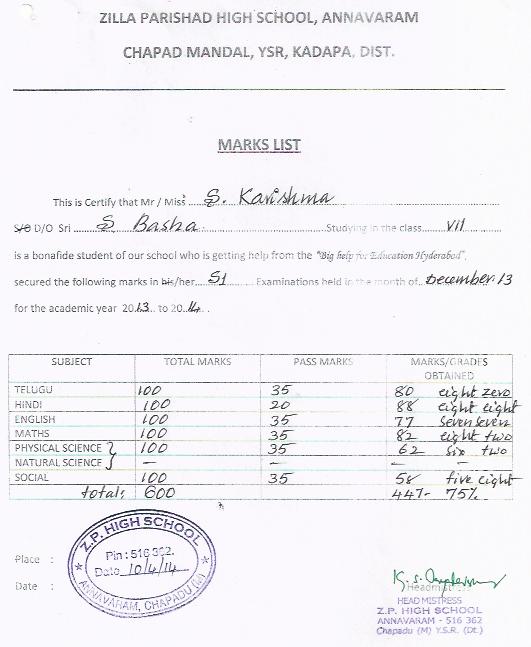 ZILLA PARISHAD HIGH SCHOOL, ANNAVARAM
CHAPAD MANDAL, YSR, KADAPA, DIST.
MARKS LIST
This is Certify that Mr / Miss S. Karishma
S/O D/O Sri S Basha Studying in the class VII
is a bonafide student of our school who is getting help from the "Big help for Education Hyderabad",
secured the following marks in his/her S1 Examinations held in the month of December 13
for the academic year 2013 to 2014.
SUBJECT TOTAL MARKS PASS MARKS MARKS/GRADES OBTAINED
TELUGU 100 35 80 eight zero
HINDI 100 20 88 eight eight
ENGLISH 100 35 77 seven seven
MATHS 100 35 82 eight two
PHYSICAL SCIENCE 100 35 62 six two
NATURAL SCIENCE - - - -
SOCIAL 100 35 58 five eight
totals 600 447- 75%
Place :
Date :
Z.P. HIGH SCHOOL
Pin : 516 362.
Date 10/4/14
ANNAVARAM, CHAPADU (M)
Headmistress
HEAD MISTRESS
Z.P. HIGH SCHOOL
ANNAVARAM - 516 362
Chapadu (M) Y.S.R. (Dt.)